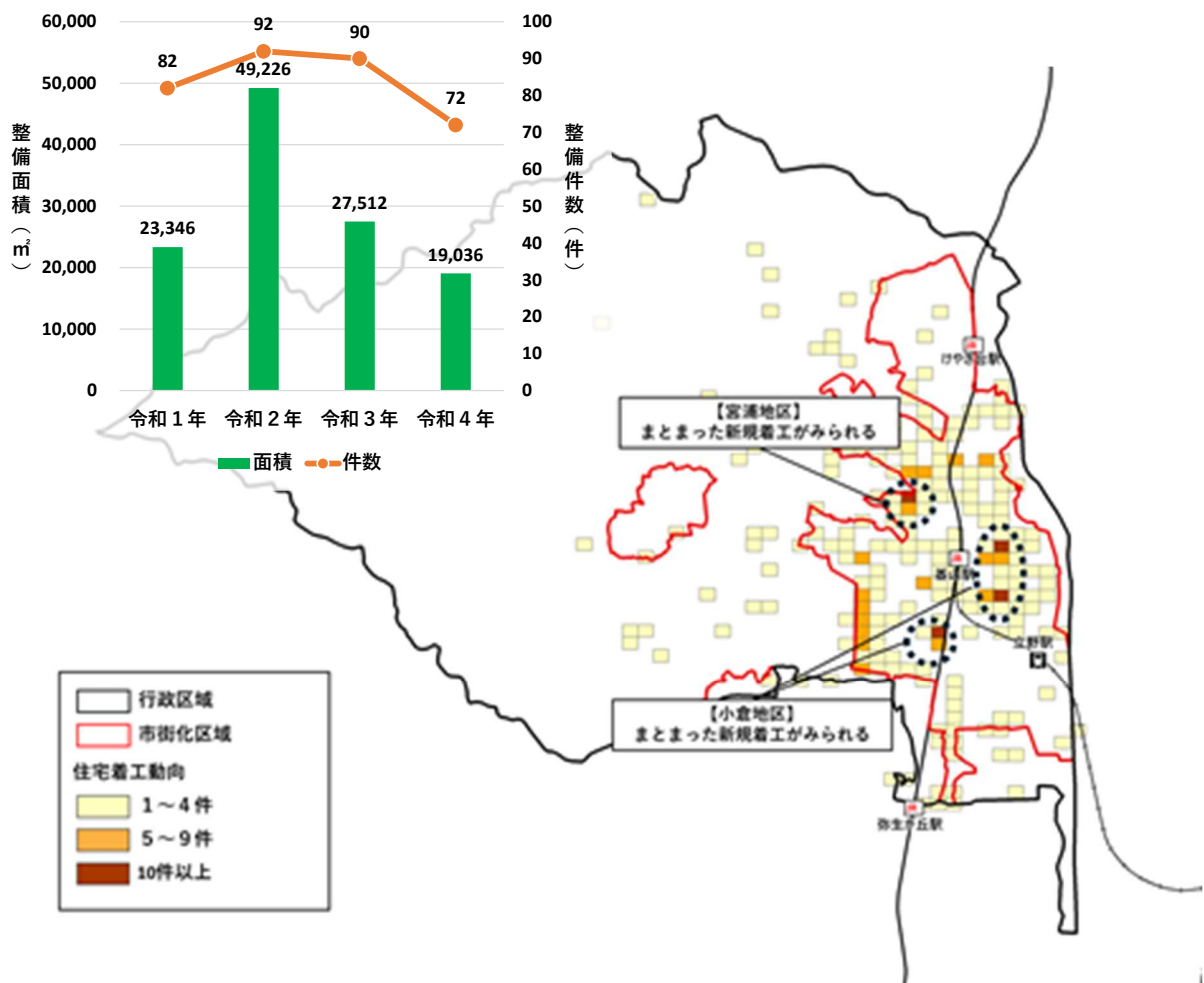 60,000
50,000
40,000
30,000
20,000
10,000
0
整備面積（㎡）
100
90
80
70
60
50
40
30
20
10
0
整備件数（件）
82
92
90
72
23,346
49,226
27,512
19,036
令和１年
令和２年
令和３年
令和４年
面積
件数
けやき台駅
【宮浦地区】
まとまった新規着工がみられる
基山駅
立野駅
【小倉地区】
まとまった新規着工がみられる
弥生が丘駅
行政区域
市街化区域
住宅着工動向
１～４件
５～９件
10件以上